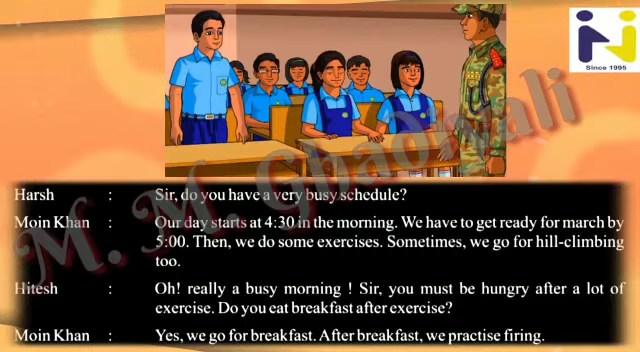 Since 1995
Harsh : Sir, do you have a very busy schedule?
Moin Khan : Our day starts at 4:30 in the morning. We have to get ready for march by
5:00. Then, we do some exercises. Sometimes, we go for hill-climbing
too.
Hitesh : Oh! really a busy morning ! Sir, you must be hungry after a lot of
exercise. Do you eat breakfast after exercise?
Moin Khan : Yes, we go for breakfast. After breakfast, we practise firing.
M. M. Ghadiwali